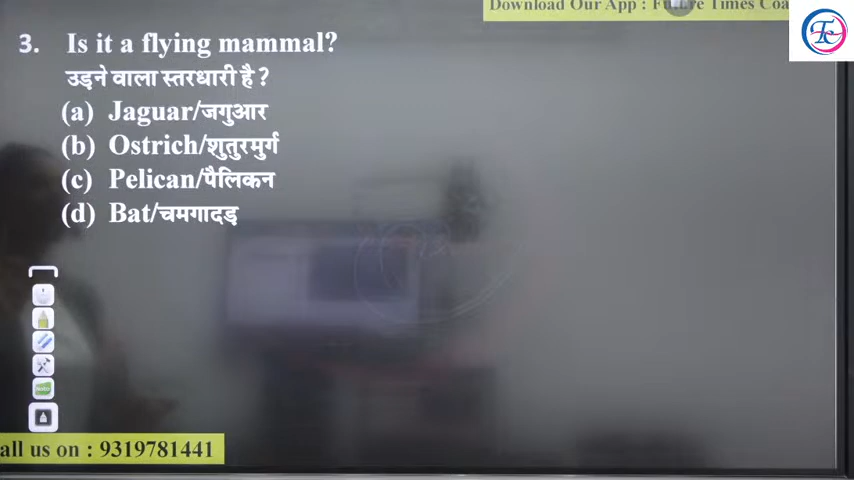 Download Our App : Future Times Coa
3. Is it a flying mammal?
उड़ने वाला स्तरधारी है ?
(a) Jaguar/जगुआर
(b) Ostrich/शुतुरमुर्ग
(c) Pelican/पैलिकन
(d) Bat/चमगादड़
all us on : 9319781441